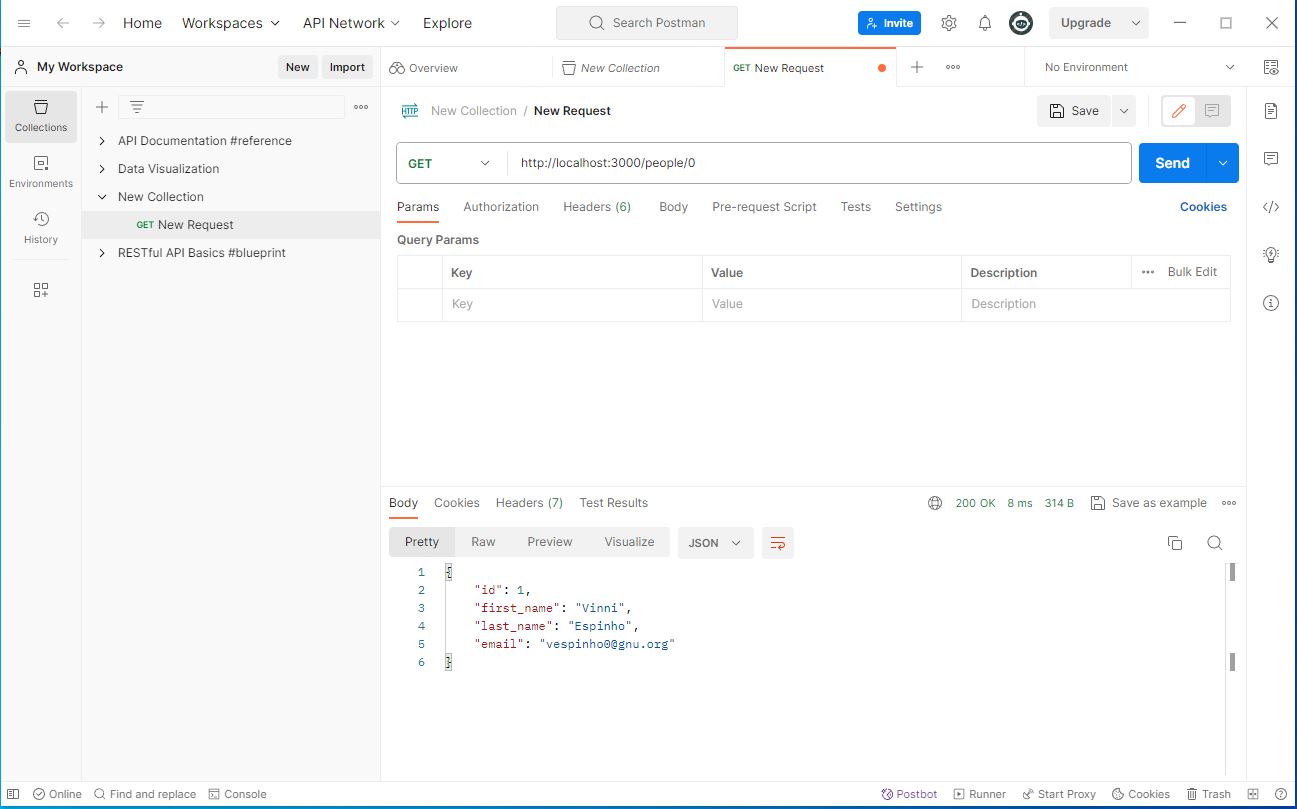 Home Workspaces API Network Explore Search Postman Invite Upgrade
My Workspace New Import Overview New Collection GET New Request No Environment
Collections
Environments
History
API Documentation #reference
Data Visualization
New Collection
GET New Request
RESTful API Basics #blueprint
HTTP New Collection / New Request Save
GET http://localhost:3000/people/0 Send
Params Authorization Headers (6) Body Pre-request Script Tests Settings Cookies
Query Params
Key Value Description Bulk Edit
Key Value Description
Body Cookies Headers (7) Test Results 200 OK 8 ms 314 B Save as example
Pretty Raw Preview Visualize JSON
1 {
2 "id": 1,
3 "first_name": "Vinni",
4 "last_name": "Espinho",
5 "email": "vespinho0@gnu.org"
6 }
Online Find and replace Console Postbot Runner Start Proxy Cookies Trash